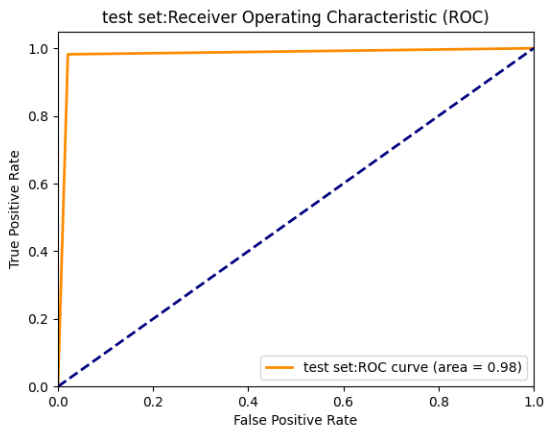 test set:Receiver Operating Characteristic (ROC)
1.0
0.8
0.6
0.4
0.2
0.0
True Positive Rate
test set:ROC curve (area = 0.98)
0.0 0.2 0.4 0.6 0.8 1.0
False Positive Rate